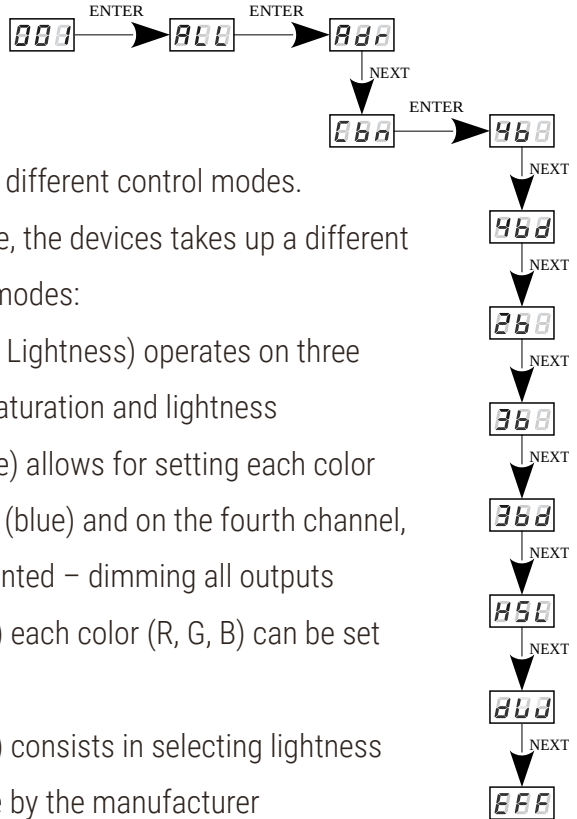 ENTER ENTER
001 ALL Adr
NEXT
ENTER
Cbn 4b
different control modes. NEXT
e, the devices takes up a different 4bd
modes: NEXT
2b
Lightness) operates on three NEXT
aturation and lightness 3b
e) allows for setting each color NEXT
(blue) and on the fourth channel, 3bd
nted – dimming all outputs NEXT
HSL
) each color (R, G, B) can be set NEXT
) consists in selecting lightness NEXT
e by the manufacturer EFF